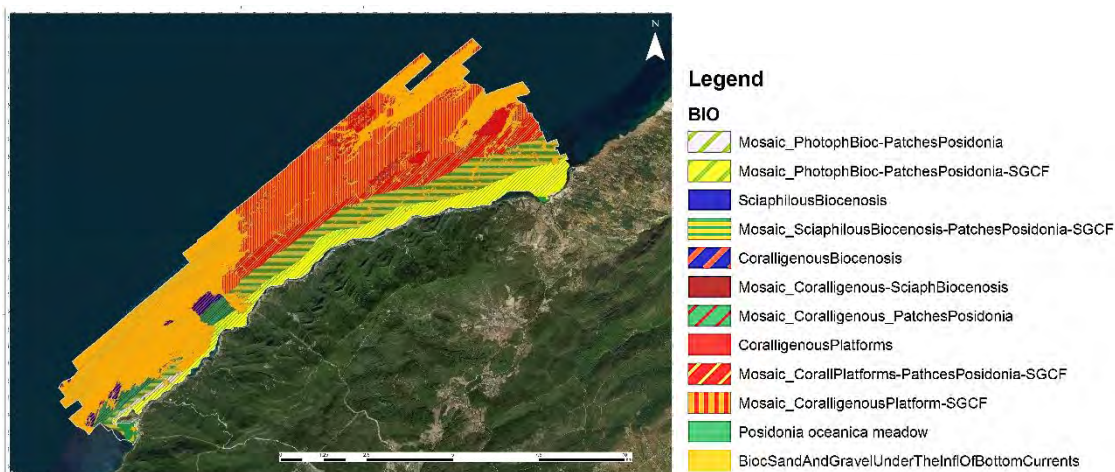 N
Legend
BIO
Mosaic_PhotophBioc-PatchesPosidonia
Mosaic_PhotophBioc-PatchesPosidonia-SGCF
SciaphilousBiocenosis
Mosaic_SciaphilousBiocenosis-PatchesPosidonia-SGCF
CoralligenousBiocenosis
Mosaic_Coralligenous-SciaphBiocenosis
Mosaic_Coralligenous_PatchesPosidonia
CoralligenousPlatforms
Mosaic_CorallPlatforms-PathcesPosidonia-SGCF
Mosaic_CoralligenousPlatform-SGCF
Posidonia oceanica meadow
BiocSandAndGravelUnderTheInflOfBottomCurrents